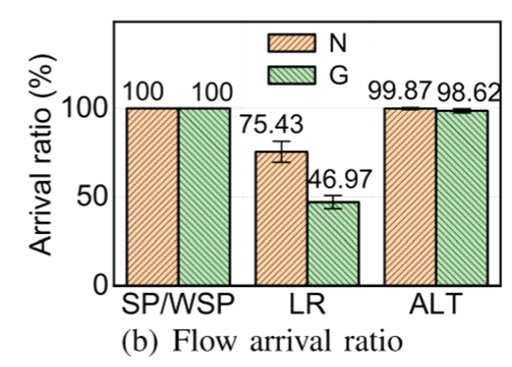 N
G
Arrival ratio (%)
100
50
0
100 100
75.43
46.97
99.87 98.62
SP/WSP LR ALT
(b) Flow arrival ratio